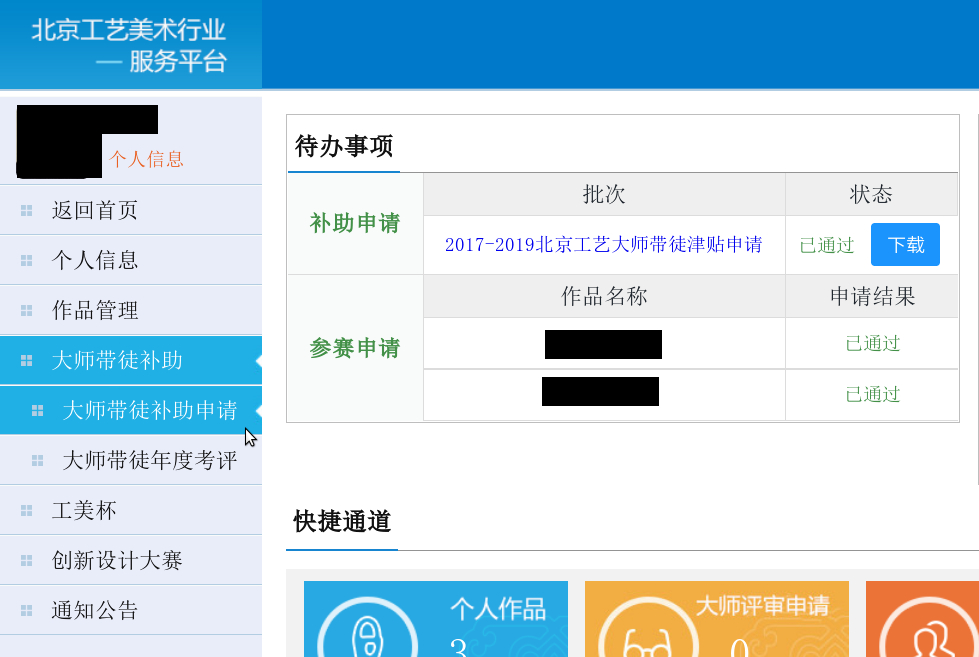 北京工艺美术行业
— 服务平台
个人信息
返回首页
个人信息
作品管理
大师带徒补助
大师带徒补助申请
大师带徒年度考评
工美杯
创新设计大赛
通知公告
待办事项
批次 状态
补助申请
2017-2019北京工艺大师带徒津贴申请 已通过 下载
作品名称 申请结果
参赛申请
已通过
已通过
快捷通道
个人作品
3
大师评审申请
0